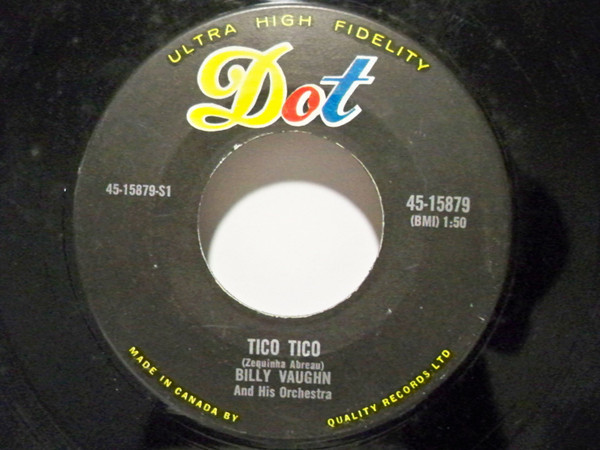 ULTRA HIGH FIDELITY
Dot
45-15879-S1
45-15879
(BMI) 1:50
TICO TICO
(Zequinha Abreau)
BILLY VAUGHN
And His Orchestra
MADE IN CANADA BY QUALITY RECORDS LTD